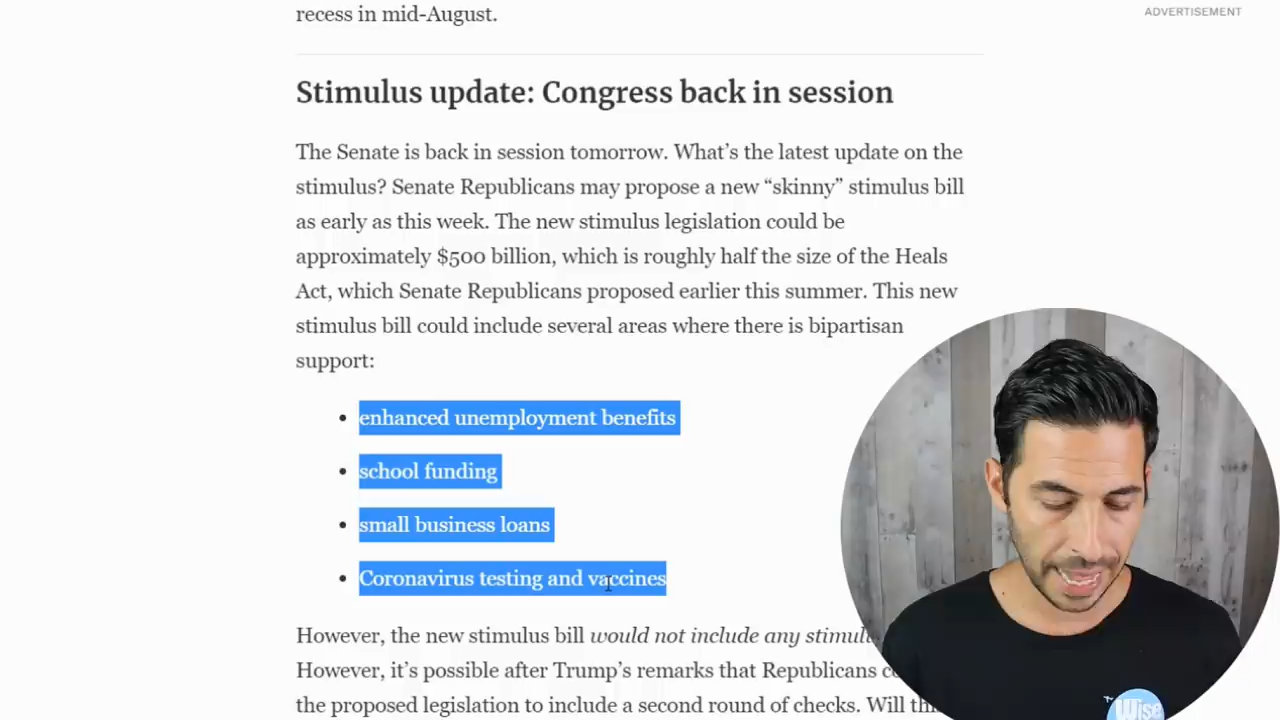 recess in mid-August.
ADVERTISEMENT
Stimulus update: Congress back in session
The Senate is back in session tomorrow. What’s the latest update on the
stimulus? Senate Republicans may propose a new “skinny” stimulus bill
as early as this week. The new stimulus legislation could be
approximately $500 billion, which is roughly half the size of the Heals
Act, which Senate Republicans proposed earlier this summer. This new
stimulus bill could include several areas where there is bipartisan
support:
• enhanced unemployment benefits
• school funding
• small business loans
• Coronavirus testing and vaccines
However, the new stimulus bill would not include any
However, it’s possible after Trump’s remarks that Republicans
the proposed legislation to include a second round of checks. Will
Wise